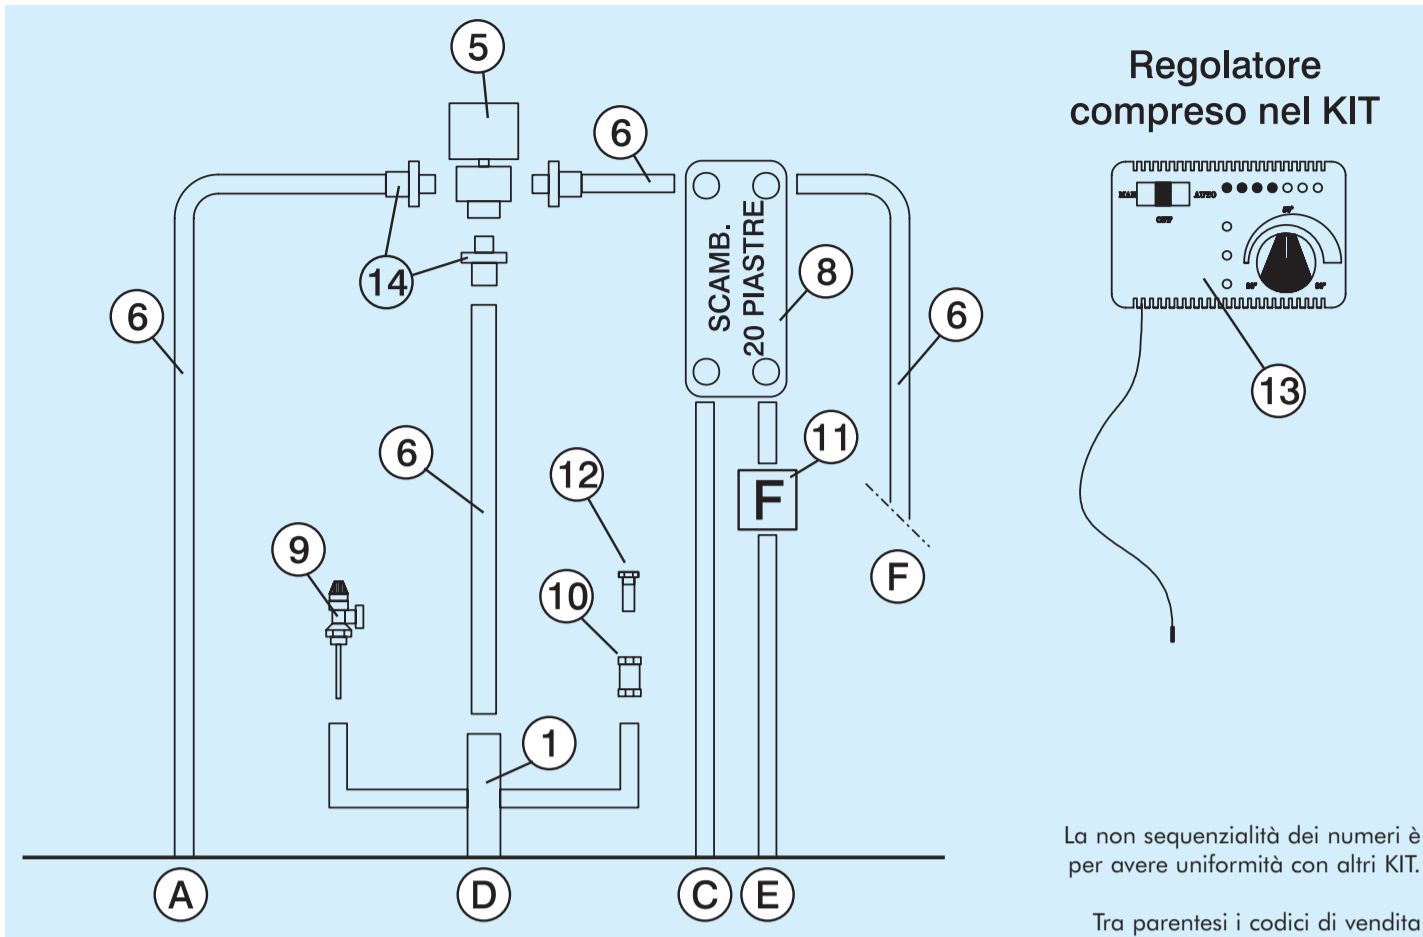 5
6
Regolatore
compreso nel KIT
MAN
AUTO
OFF
14
SCAMB.
20 PIASTRE
8
6
6
13
6
11
12
F
9
10
F
1
A
D
C
E
La non sequenzialità dei numeri è
per avere uniformità con altri KIT.
Tra parentesi i codici di vendita